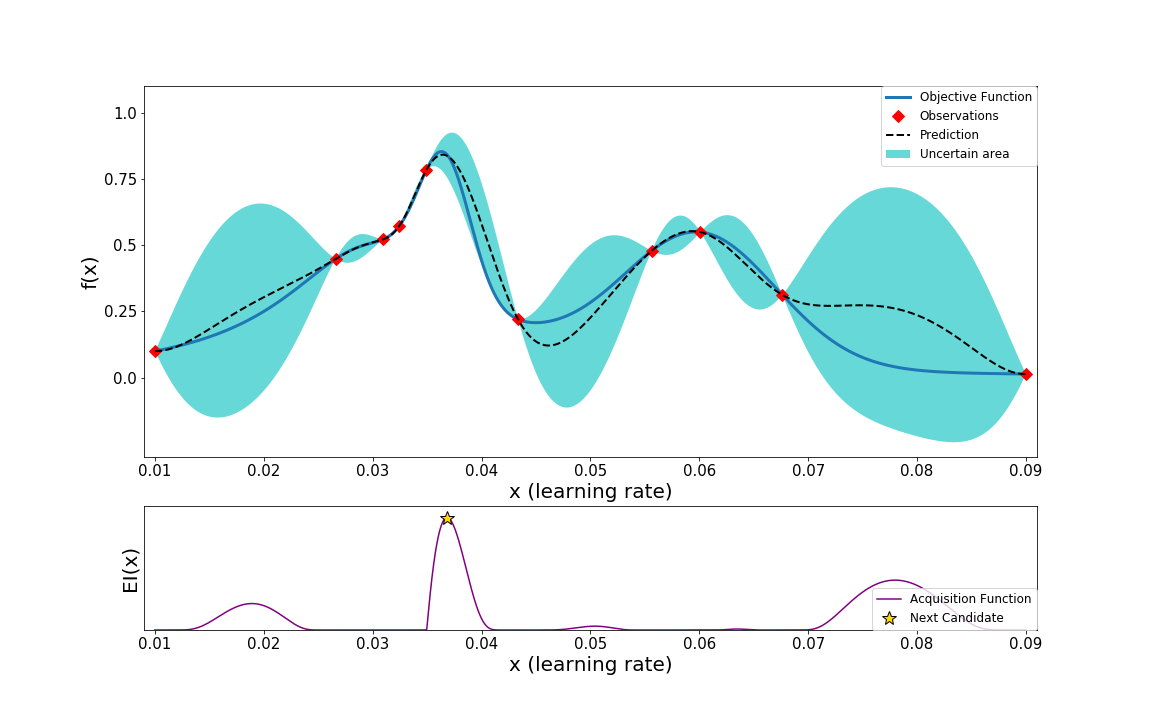 Objective Function
Observations
Prediction
Uncertain area
1.0
0.75
0.5
0.25
0.0
f(x)
0.01 0.02 0.03 0.04 0.05 0.06 0.07 0.08 0.09
x (learning rate)
EI(x)
Acquisition Function
Next Candidate
0.01 0.02 0.03 0.04 0.05 0.06 0.07 0.08 0.09
x (learning rate)